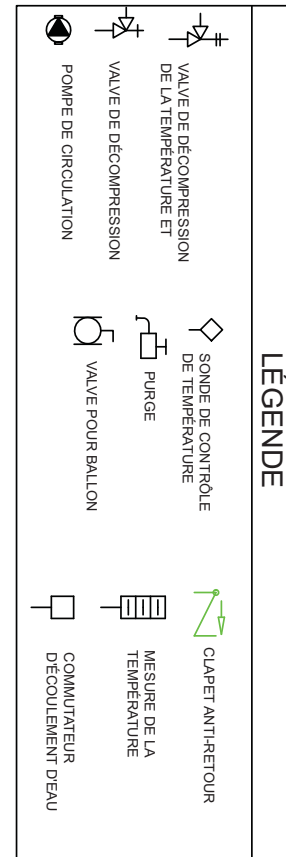 LÉGENDE
VALVE DE DÉCOMPRESSION
DE LA TEMPÉRATURE ET
VALVE DE DÉCOMPRESSION
POMPE DE CIRCULATION
SONDE DE CONTRÔLE
DE TEMPÉRATURE
PURGE
VALVE POUR BALLON
CLAPET ANTI-RETOUR
MESURE DE LA
TEMPÉRATURE
COMMUTATEUR
D'ÉCOULEMENT D'EAU